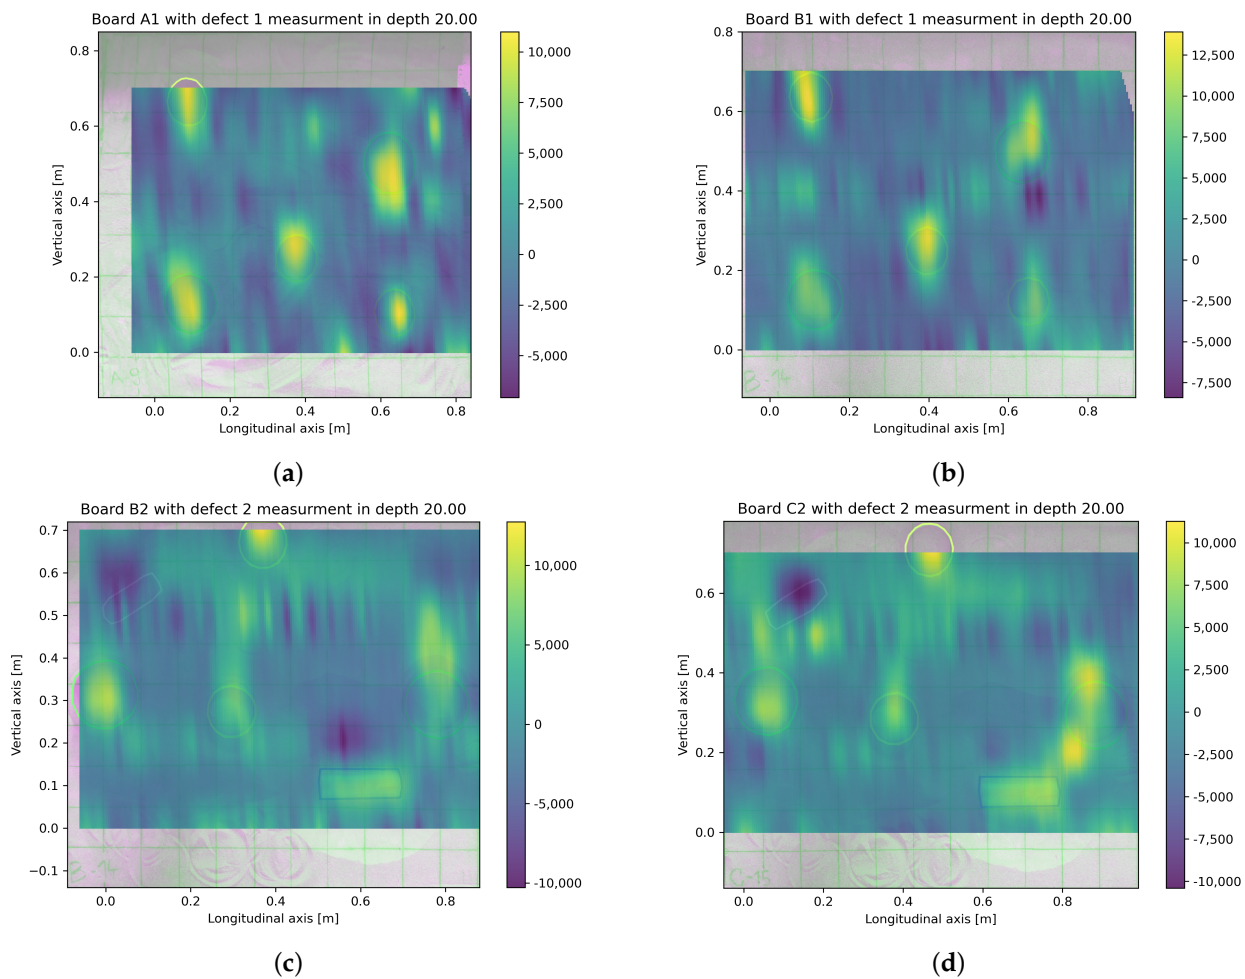 Board A1 with defect 1 measurment in depth 20.00
0.8
0.6
0.4
0.2
0.0
Vertical axis [m]
0.0 0.2 0.4 0.6 0.8
Longitudinal axis [m]
10,000
7,500
5,000
2,500
0
-2,500
-5,000
(a)
Board B1 with defect 1 measurment in depth 20.00
0.8
0.6
0.4
0.2
0.0
Vertical axis [m]
B-14
0.0 0.2 0.4 0.6 0.8
Longitudinal axis [m]
12,500
10,000
7,500
5,000
2,500
0
-2,500
-5,000
-7,500
(b)
Board B2 with defect 2 measurment in depth 20.00
0.7
0.6
0.5
0.4
0.3
0.2
0.1
0.0
−0.1
Vertical axis [m]
B-14
0.0 0.2 0.4 0.6 0.8
Longitudinal axis [m]
10,000
5,000
0
-5,000
-10,000
(c)
Board C2 with defect 2 measurment in depth 20.00
0.6
0.4
0.2
0.0
Vertical axis [m]
C-15
0.0 0.2 0.4 0.6 0.8
Longitudinal axis [m]
10,000
7,500
5,000
2,500
0
-2,500
-5,000
-7,500
-10,000
(d)